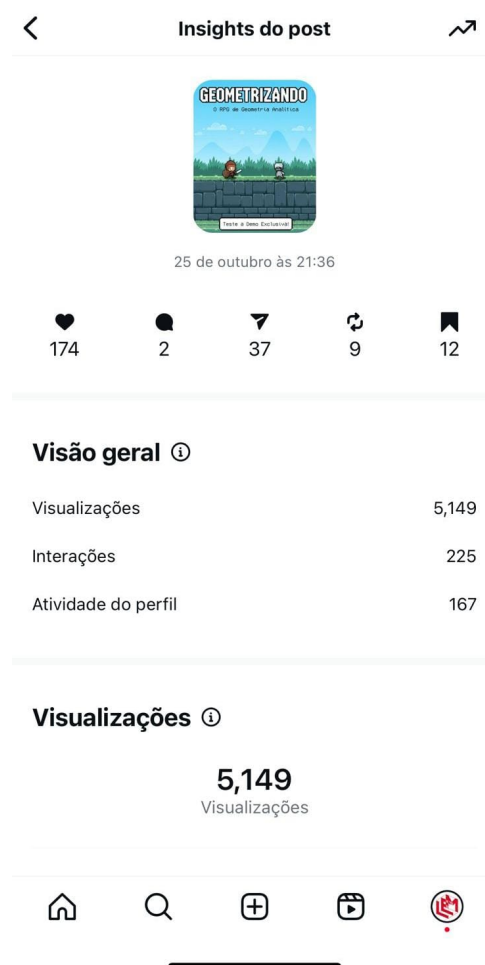 Insights do post
GEOMETRIZANDO
O RPG de Geometria Analítica
Teste a Demo Exclusiva!
25 de outubro às 21:36
174 2 37 9 12
Visão geral
Visualizações 5,149
Interações 225
Atividade do perfil 167
Visualizações
5,149
Visualizações